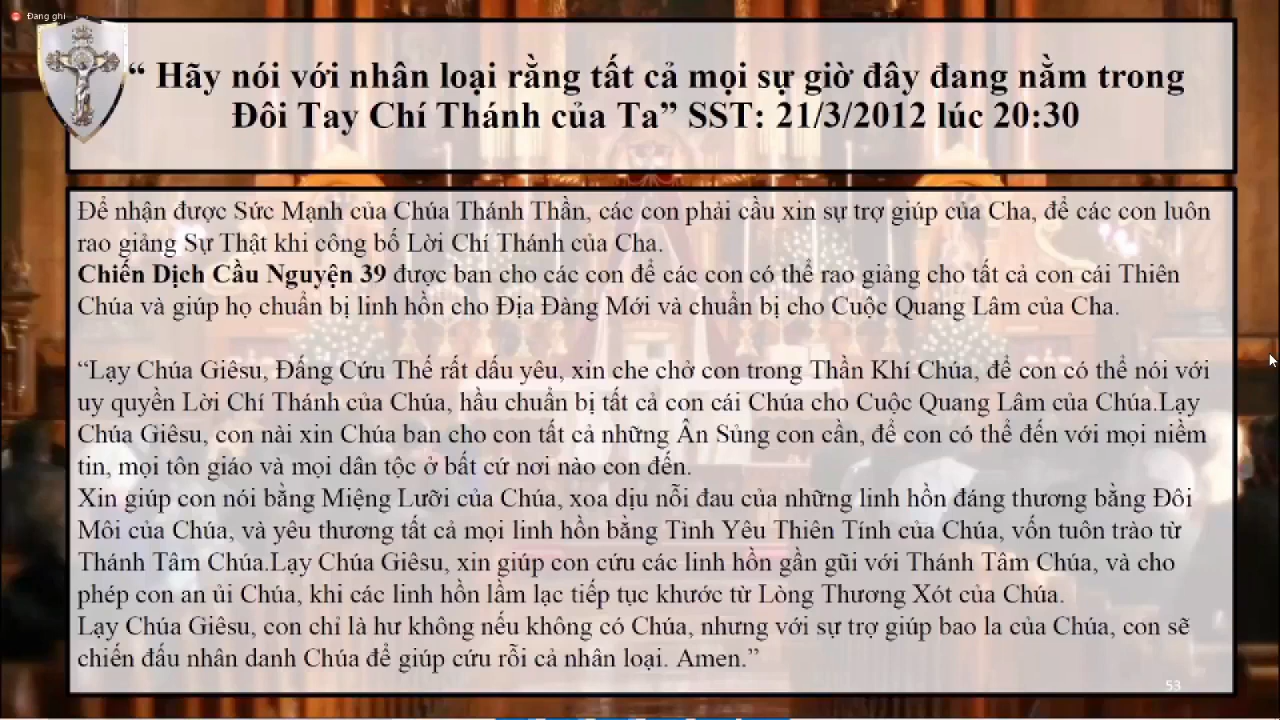 Đang ghi
“ Hãy nói với nhân loại rằng tất cả mọi sự giờ đây đang nằm trong
Đôi Tay Chí Thánh của Ta” SST: 21/3/2012 lúc 20:30
Để nhận được Sức Mạnh của Chúa Thánh Thần, các con phải cầu xin sự trợ giúp của Cha, để các con luôn
rao giảng Sự Thật khi công bố Lời Chí Thánh của Cha.
Chiến Dịch Cầu Nguyện 39 được ban cho các con để các con có thể rao giảng cho tất cả con cái Thiên
Chúa và giúp họ chuẩn bị linh hồn cho Địa Đàng Mới và chuẩn bị cho Cuộc Quang Lâm của Cha.
“Lạy Chúa Giêsu, Đấng Cứu Thế rất dấu yêu, xin che chở con trong Thần Khí Chúa, để con có thể nói với
uy quyền Lời Chí Thánh của Chúa, hầu chuẩn bị tất cả con cái Chúa cho Cuộc Quang Lâm của Chúa.Lạy
Chúa Giêsu, con nài xin Chúa ban cho con tất cả những Ân Sủng con cần, để con có thể đến với mọi niềm
tin, mọi tôn giáo và mọi dân tộc ở bất cứ nơi nào con đến.
Xin giúp con nói bằng Miệng Lưỡi của Chúa, xoa dịu nỗi đau của những linh hồn đáng thương bằng Đôi
Môi của Chúa, và yêu thương tất cả mọi linh hồn bằng Tình Yêu Thiên Tính của Chúa, vốn tuôn trào từ
Thánh Tâm Chúa.Lạy Chúa Giêsu, xin giúp con cứu các linh hồn gần gũi với Thánh Tâm Chúa, và cho
phép con an ủi Chúa, khi các linh hồn lầm lạc tiếp tục khước từ Lòng Thương Xót của Chúa.
Lạy Chúa Giêsu, con chỉ là hư không nếu không có Chúa, nhưng với sự trợ giúp bao la của Chúa, con sẽ
chiến đấu nhân danh Chúa để giúp cứu rỗi cả nhân loại. Amen.”
53